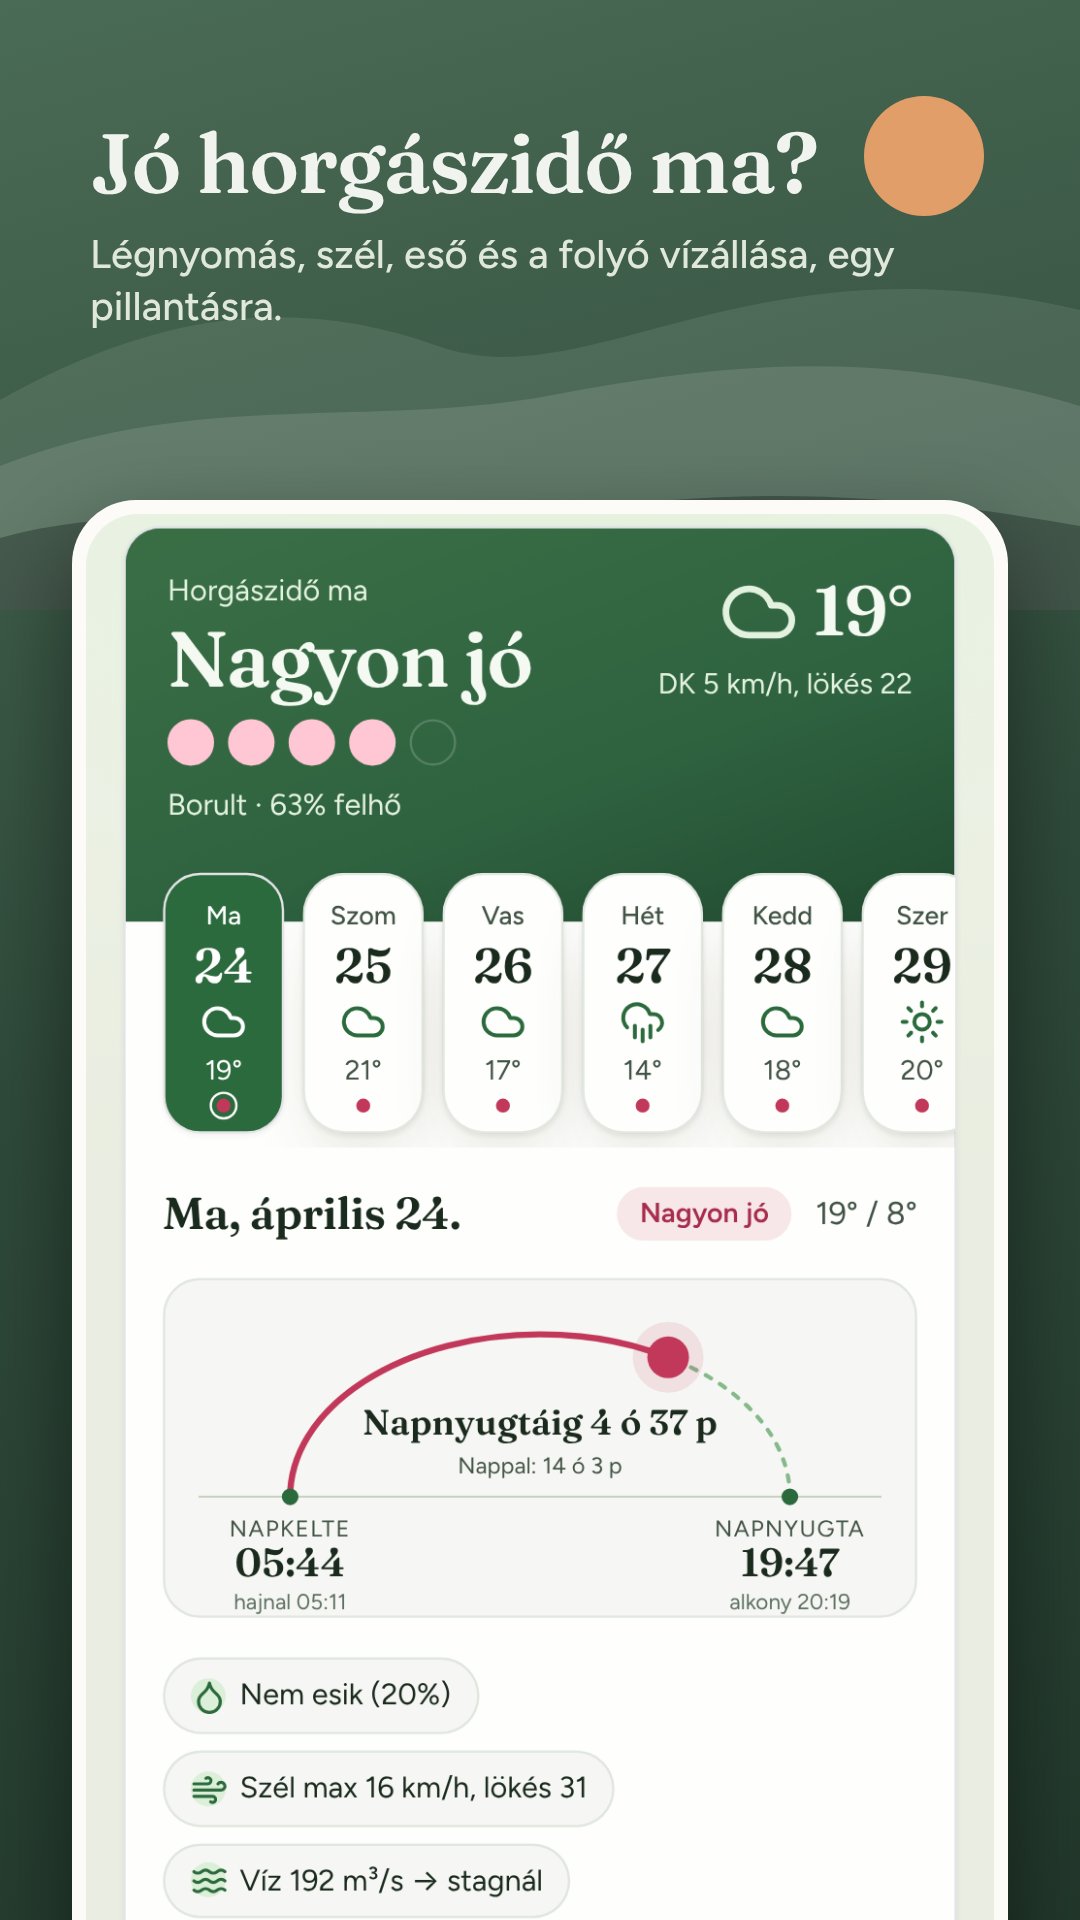 Jó horgászidő ma?
Légnyomás, szél, eső és a folyó vízállása, egy
pillantásra.
Horgászidő ma
19°
Nagyon jó
DK 5 km/h, lökés 22
Borult · 63% felhő
Ma
24
19°
Szom
25
21°
Vas
26
17°
Hét
27
14°
Kedd
28
18°
Szer
29
20°
Ma, április 24.
Nagyon jó
19° / 8°
Napnyugtáig 4 ó 37 p
Nappal: 14 ó 3 p
NAPKELTE
05:44
hajnal 05:11
NAPNYUGTA
19:47
alkony 20:19
Nem esik (20%)
Szél max 16 km/h, lökés 31
Víz 192 m³/s → stagnál